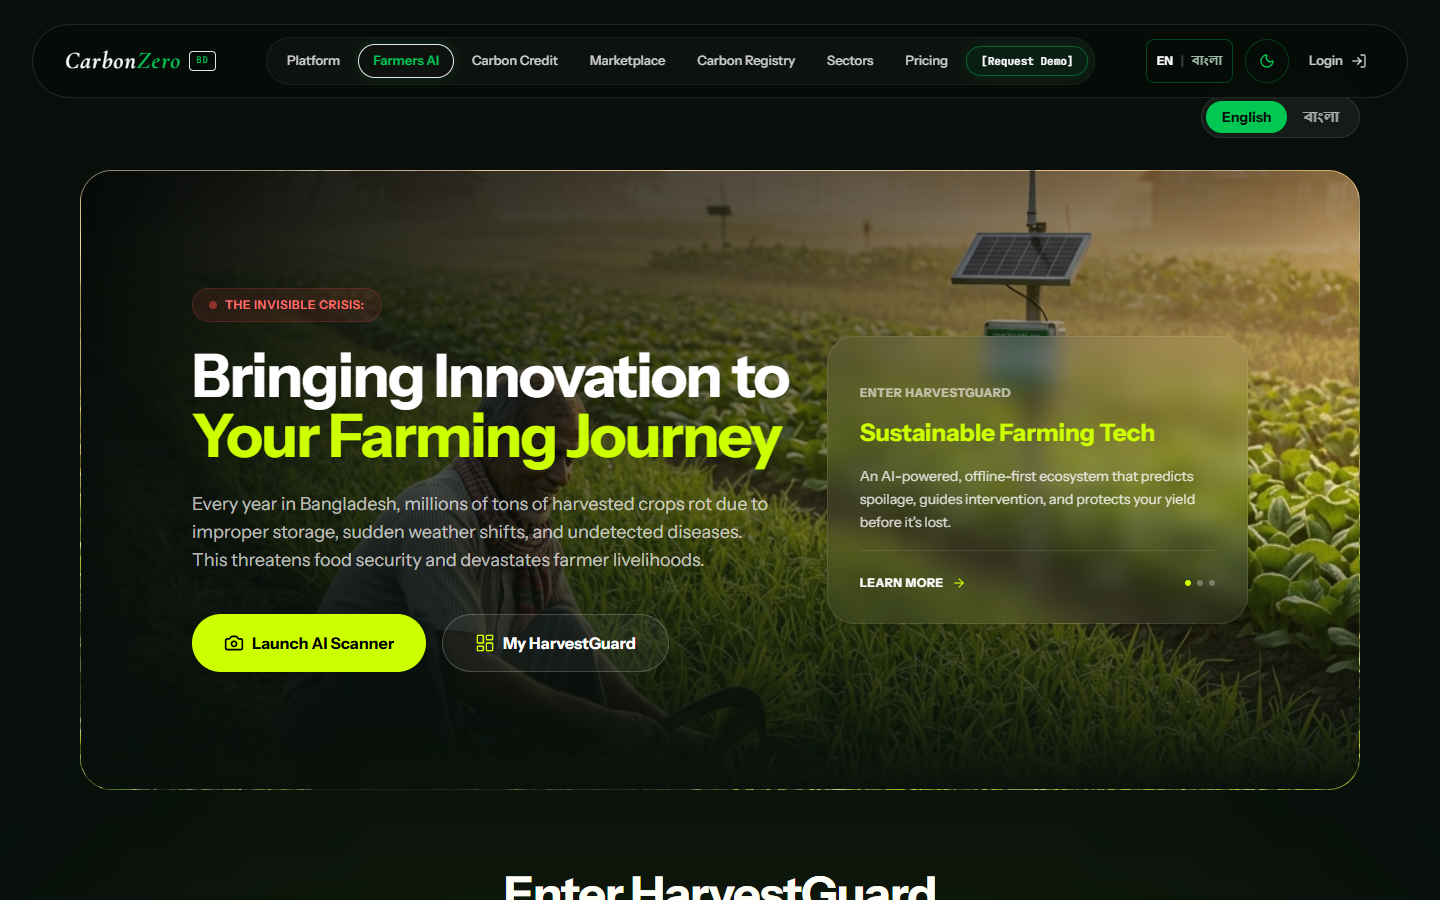 CarbonZero BD
Platform
Farmers AI
Carbon Credit
Marketplace
Carbon Registry
Sectors
Pricing
[Request Demo]
EN | বাংলা
Login
English
বাংলা
THE INVISIBLE CRISIS:
Bringing Innovation to
Your Farming Journey
Every year in Bangladesh, millions of tons of harvested crops rot due to
improper storage, sudden weather shifts, and undetected diseases.
This threatens food security and devastates farmer livelihoods.
Launch AI Scanner
My HarvestGuard
ENTER HARVESTGUARD
Sustainable Farming Tech
An AI-powered, offline-first ecosystem that predicts
spoilage, guides intervention, and protects your yield
before it's lost.
LEARN MORE
Enter HarvestGuard